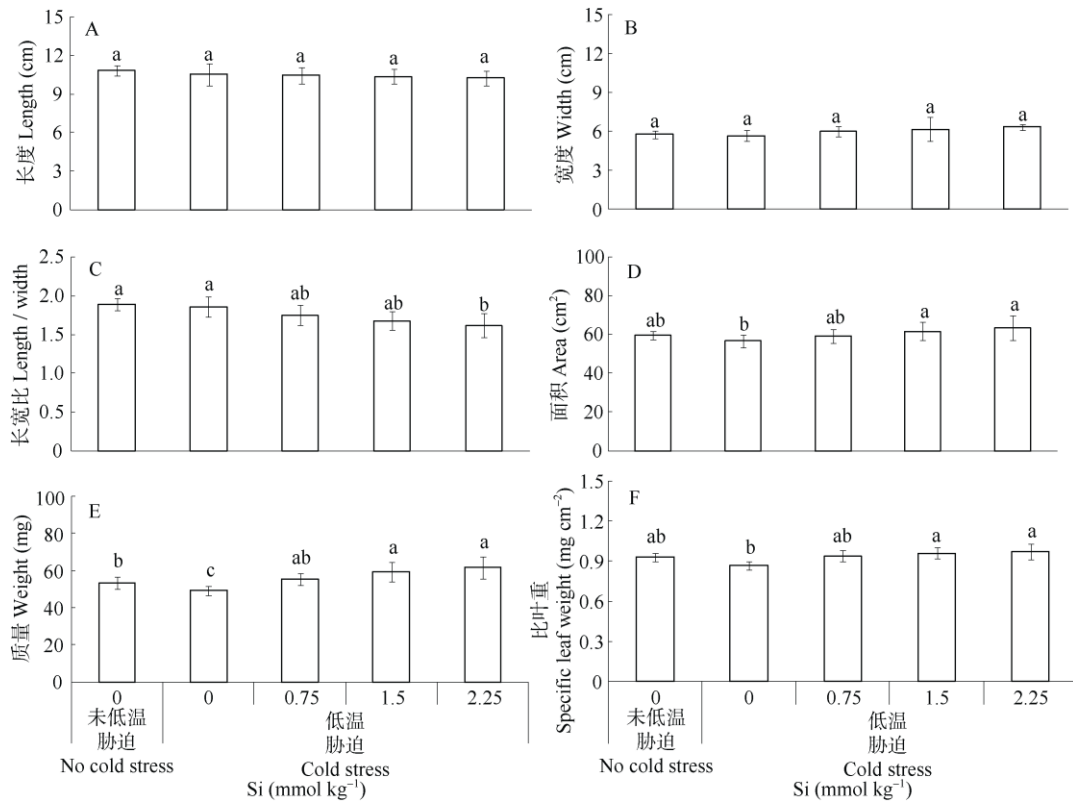 A
长度 Length (cm)
15
12
9
6
3
0
a
a
a
a
a
B
宽度 Width (cm)
15
12
9
6
3
0
a
a
a
a
a
C
长宽比 Length / width
2.5
2.0
1.5
1.0
0.5
0
a
a
ab
ab
b
D
面积 Area (cm²)
100
80
60
40
20
0
ab
b
ab
a
a
E
质量 Weight (mg)
100
80
60
40
20
0
b
c
ab
a
a
0
0
0.75
1.5
2.25
未低温
胁迫
No cold stress
低温
胁迫
Cold stress
Si (mmol kg⁻¹)
F
比叶重
Specific leaf weight (mg cm⁻²)
1.5
1.2
0.9
0.6
0.3
0
ab
b
ab
a
a
0
0
0.75
1.5
2.25
未低温
胁迫
No cold stress
低温
胁迫
Cold stress
Si (mmol kg⁻¹)